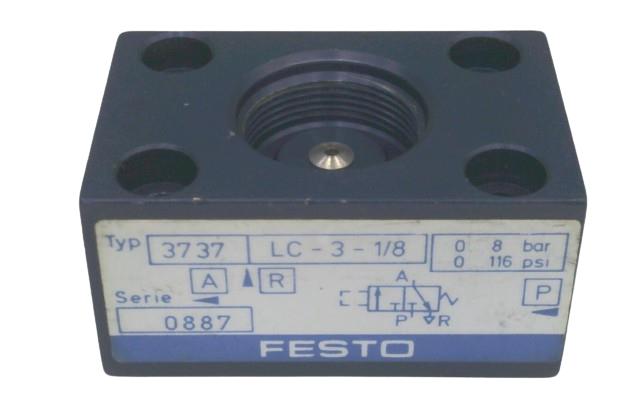 Typ 3737 LC - 3 - 1/8 0 8 bar
0 116 psi
A R P
Serie
0887
A
P R
FESTO